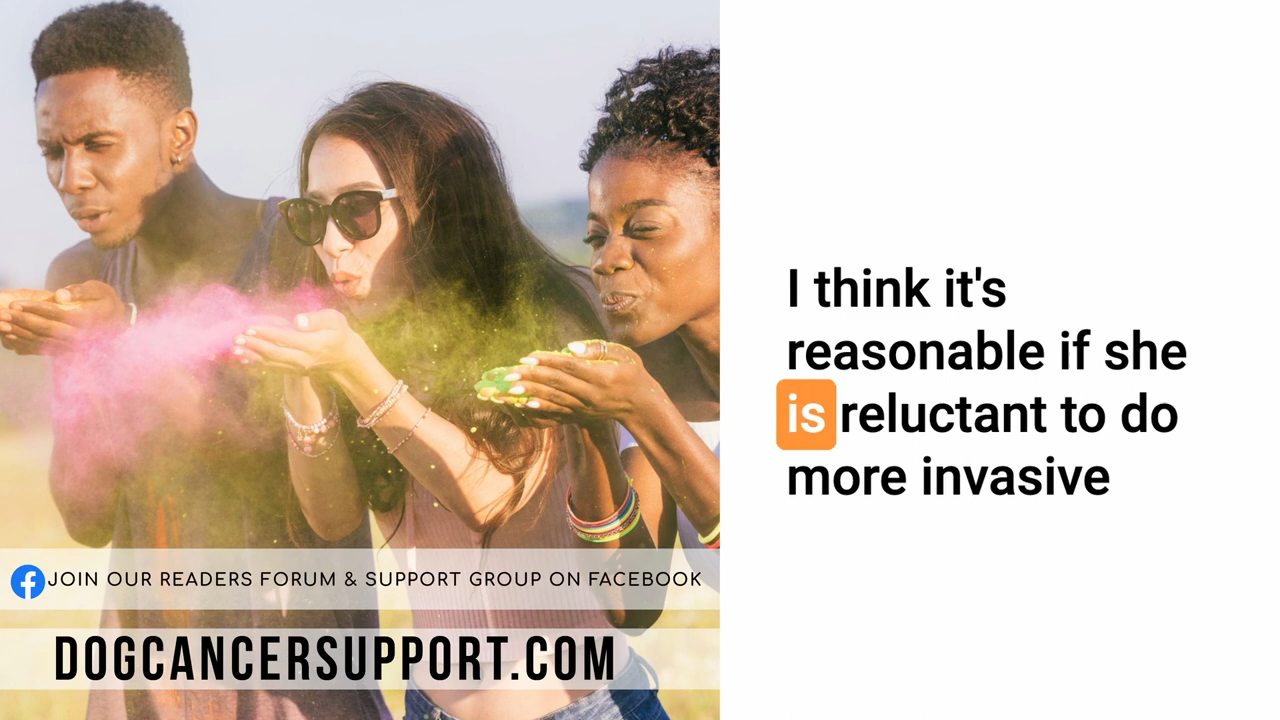 JOIN OUR READERS FORUM & SUPPORT GROUP ON FACEBOOK
DOGCANCERSUPPORT.COM
I think it's
reasonable if she
is reluctant to do
more invasive